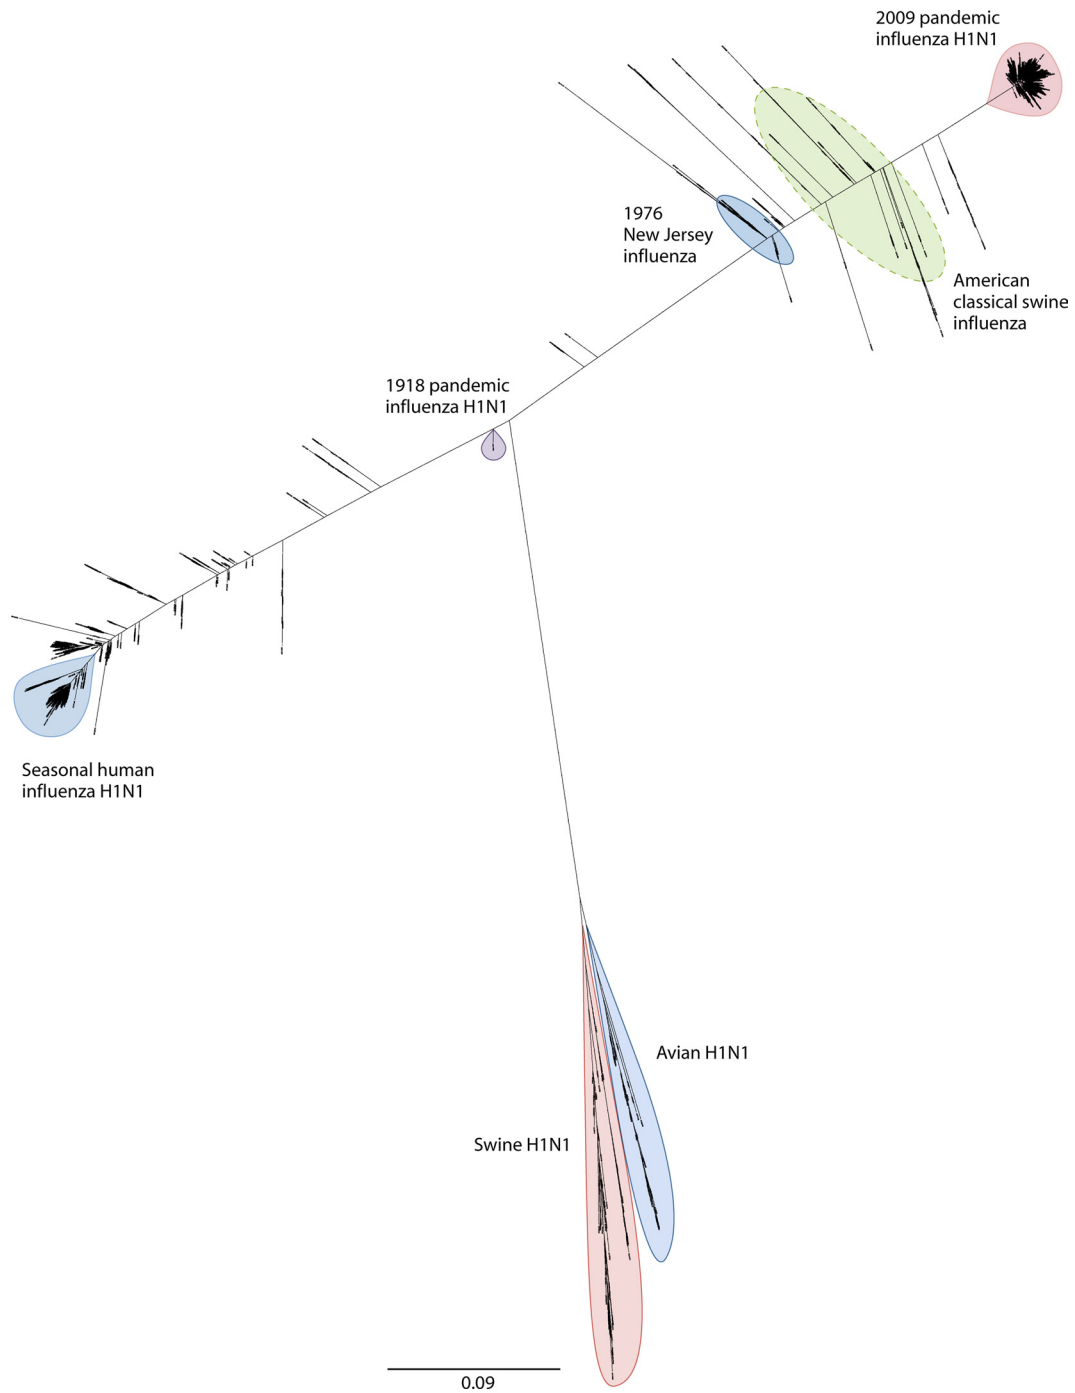 2009 pandemic
influenza H1N1
1976
New Jersey
influenza
American
classical swine
influenza
1918 pandemic
influenza H1N1
Seasonal human
influenza H1N1
Avian H1N1
Swine H1N1
0.09